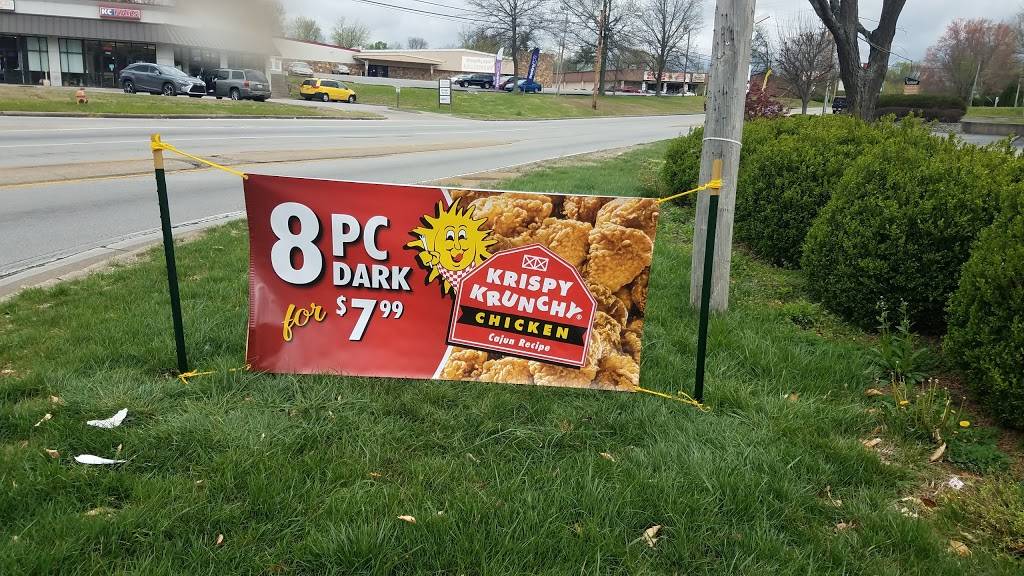 8 PC
DARK
for $7.99
KRISPY
KRUNCHY®
CHICKEN
Cajun Recipe